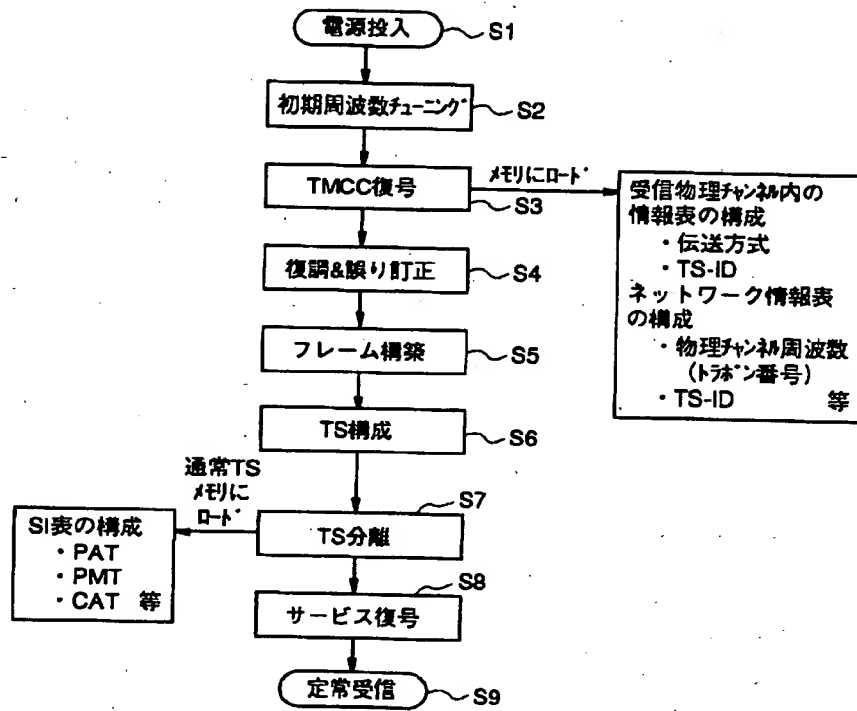 電源投入
S1
初期周波数チューニング
S2
TMCC復号
S3
メモリにロード
受信物理チャンネル内の
情報表の構成
・伝送方式
・TS-ID
ネットワーク情報表
の構成
・物理チャンネル周波数
(トラポン番号)
・TS-ID 等
復調&誤り訂正
S4
フレーム構築
S5
TS構成
S6
通常TS
メモリに
ロード
SI表の構成
・PAT
・PMT
・CAT 等
S7
TS分離
S8
サービス復号
定常受信
S9